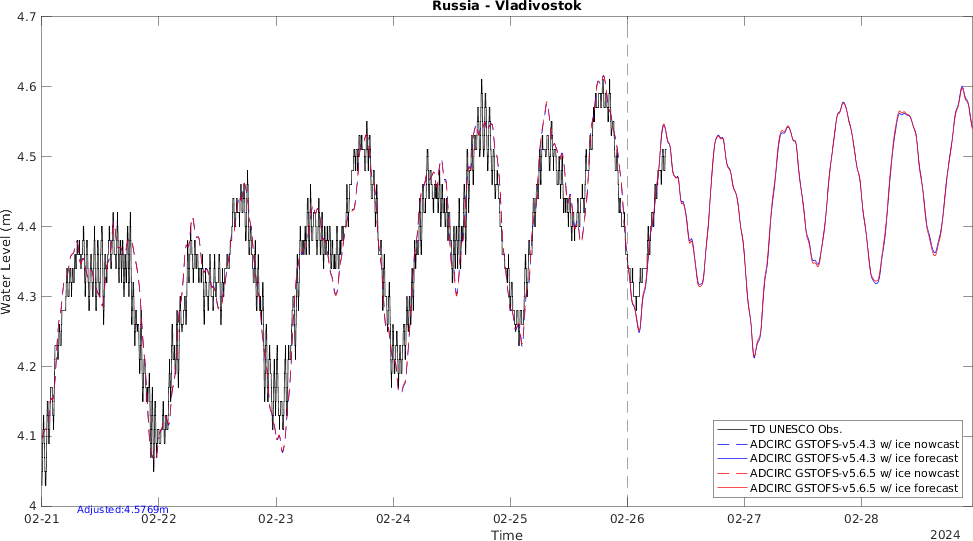 Russia - Vladivostok
4.7
4.6
4.5
4.4
4.3
4.2
4.1
4
Water Level (m)
TD UNESCO Obs.
ADCIRC GSTOFS-v5.4.3 w/ ice nowcast
ADCIRC GSTOFS-v5.4.3 w/ ice forecast
ADCIRC GSTOFS-v5.6.5 w/ ice nowcast
ADCIRC GSTOFS-v5.6.5 w/ ice forecast
Adjusted:4.5769m
02-21 02-22 02-23 02-24 02-25 02-26 02-27 02-28
Time
2024